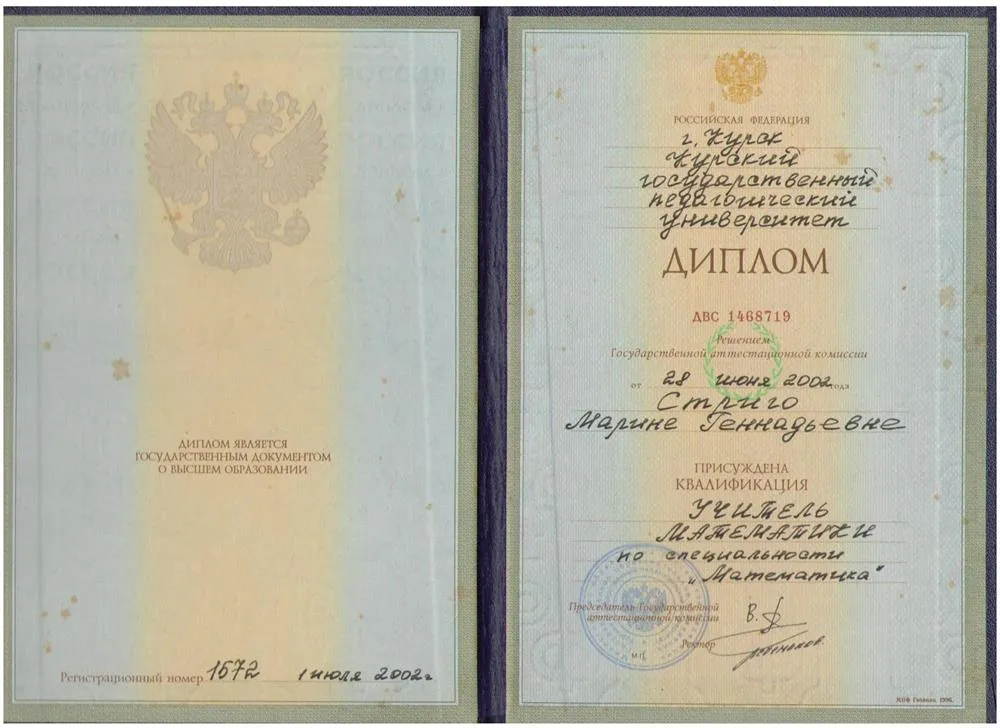 ДИПЛОМ ЯВЛЯЕТСЯ
ГОСУДАРСТВЕННЫМ ДОКУМЕНТОМ
О ВЫСШЕМ ОБРАЗОВАНИИ
Регистрационный номер 1572 1 июля 2002г
РОССИЙСКАЯ ФЕДЕРАЦИЯ
г. Курск
Курский
государственный
педагогический
университет
ДИПЛОМ
ДВС 1468719
Решением
Государственной аттестационной комиссии
от 28 июня 2002 года
Стриго
Марине Геннадьевне
ПРИСУЖДЕНА
КВАЛИФИКАЦИЯ
УЧИТЕЛЬ
МАТЕМАТИКИ
по специальности
„Математика"
Председатель Государственной
аттестационной комиссии
Ректор
М.П.